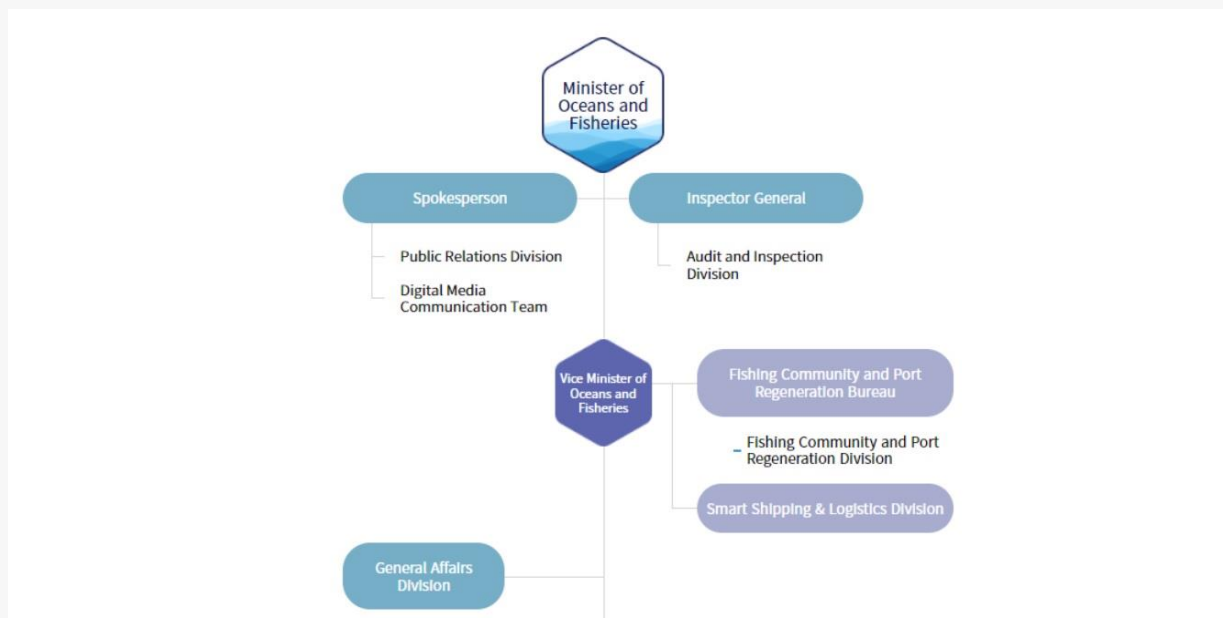 Minister of
Oceans and
Fisheries
Spokesperson
Inspector General
Public Relations Division
Digital Media
Communication Team
Audit and Inspection
Division
Vice Minister of
Oceans and
Fisheries
Fishing Community and Port
Regeneration Bureau
Fishing Community and Port
Regeneration Division
Smart Shipping & Logistics Division
General Affairs
Division